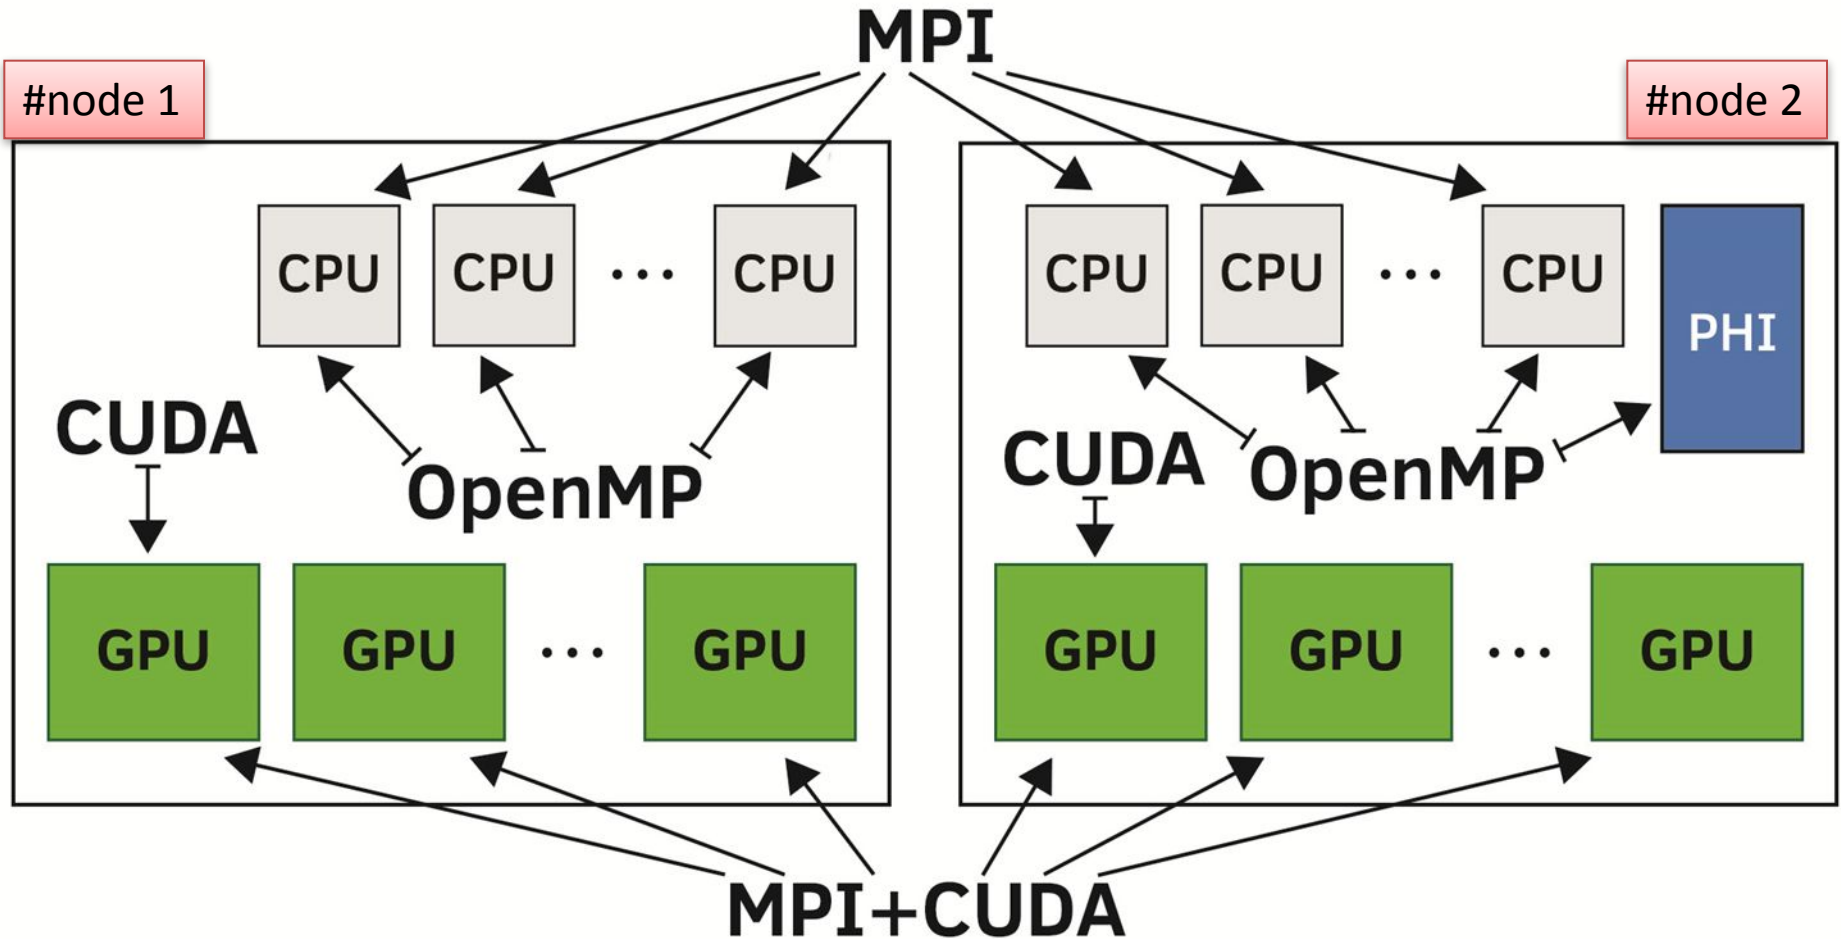 MPI
#node 1
#node 2
CPU CPU ... CPU
CPU CPU ... CPU
PHI
CUDA
OpenMP
CUDA
OpenMP
GPU GPU ... GPU
GPU GPU ... GPU
MPI+CUDA